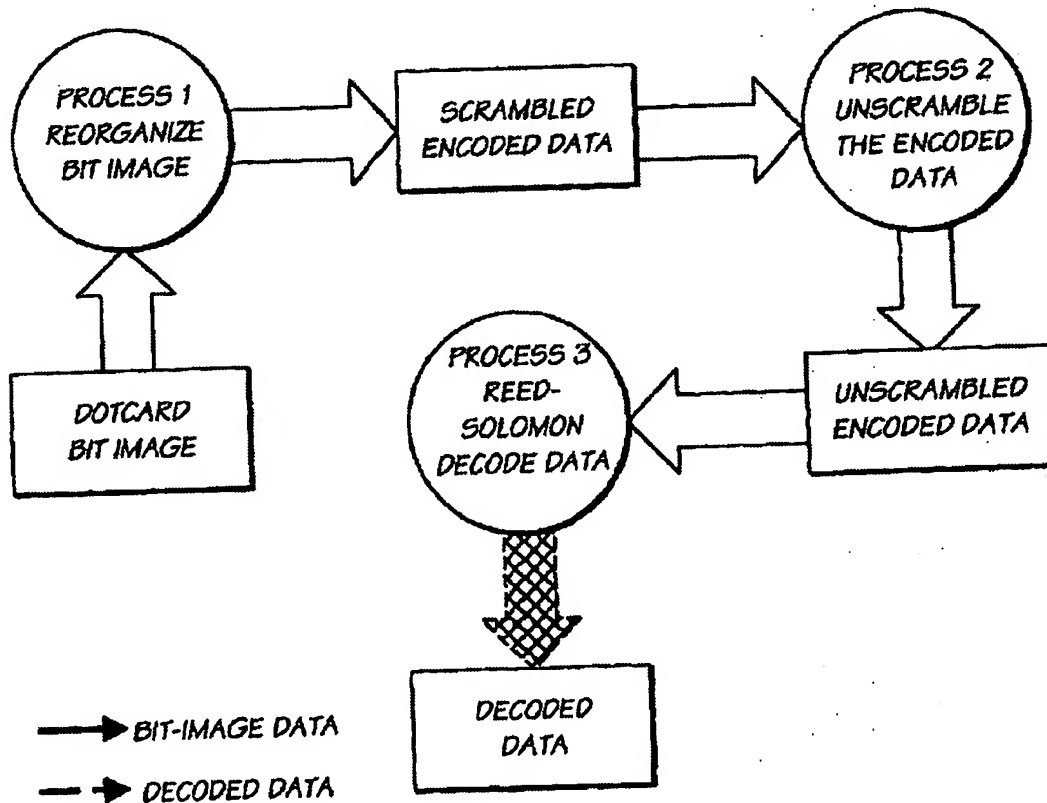 PROCESS 1
REORGANIZE
BIT IMAGE
SCRAMBLED
ENCODED DATA
PROCESS 2
UNSCRAMBLE
THE ENCODED
DATA
DOTCARD
BIT IMAGE
PROCESS 3
REED-
SOLOMON
DECODE DATA
UNSCRAMBLED
ENCODED DATA
DECODED
DATA
BIT-IMAGE DATA
DECODED DATA